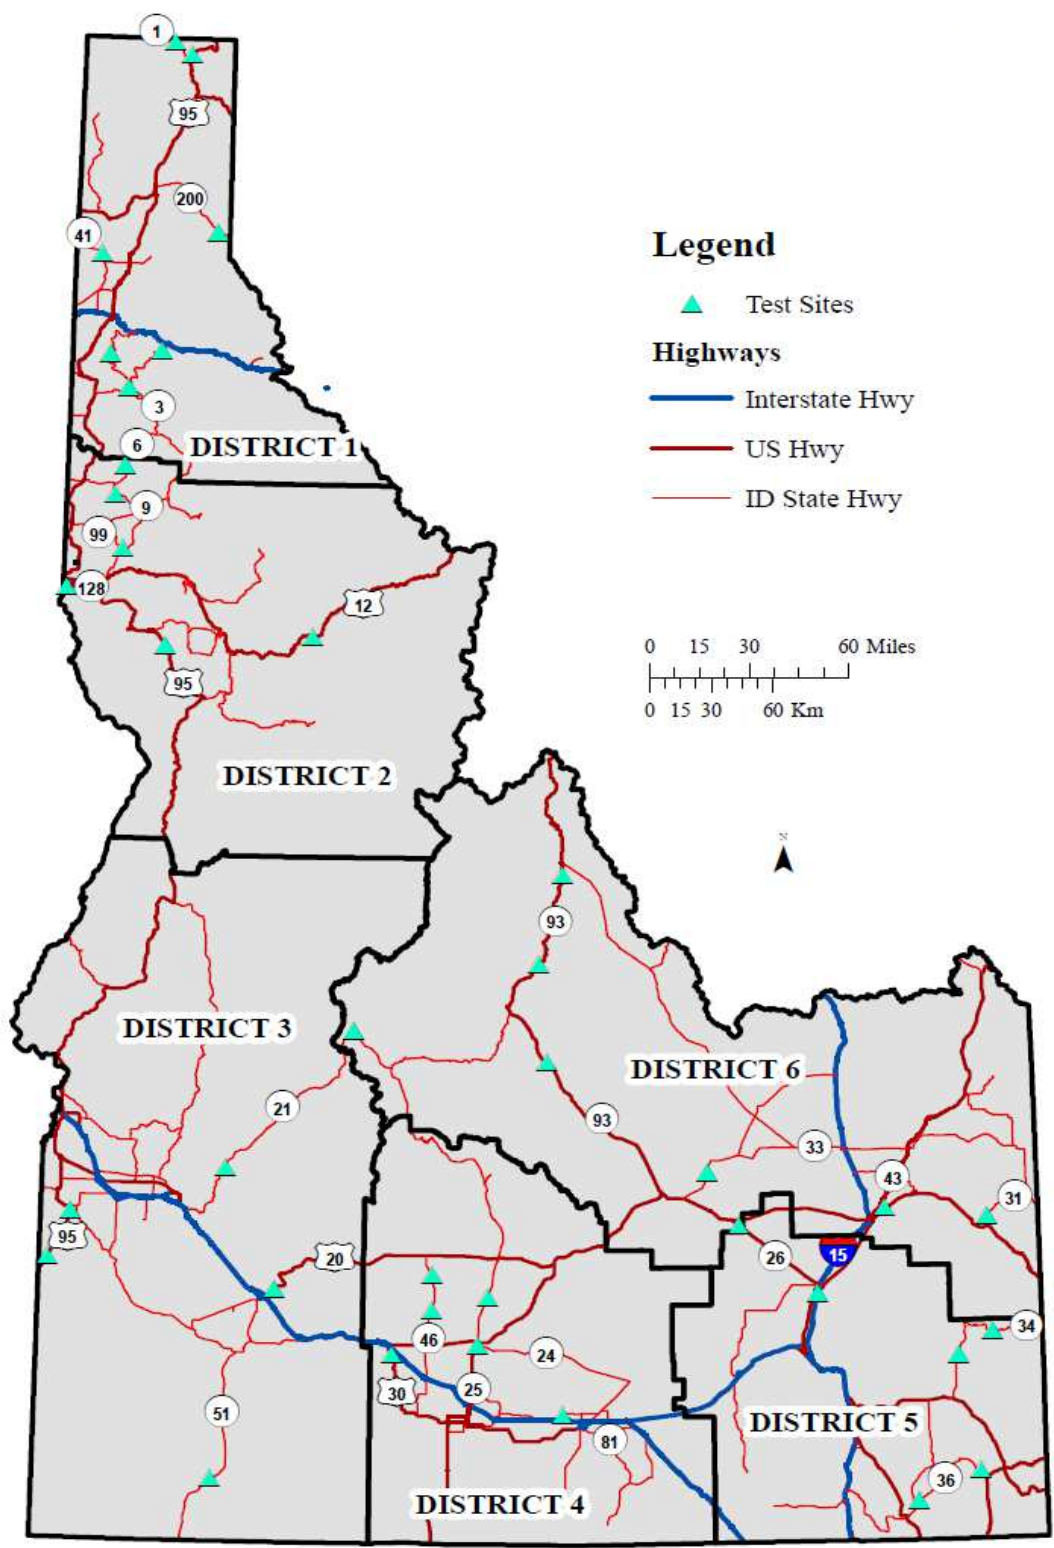 1
95
200
41
Legend
Test Sites
Highways
Interstate Hwy
3
6
DISTRICT 1
US Hwy
ID State Hwy
9
99
128
12
0 15 30 60 Miles
95
0 15 30 60 Km
DISTRICT 2
N
93
DISTRICT 3
DISTRICT 6
21
93
33
43
31
95
20
26
15
46
34
24
30
25
51
DISTRICT 5
81
36
DISTRICT 4